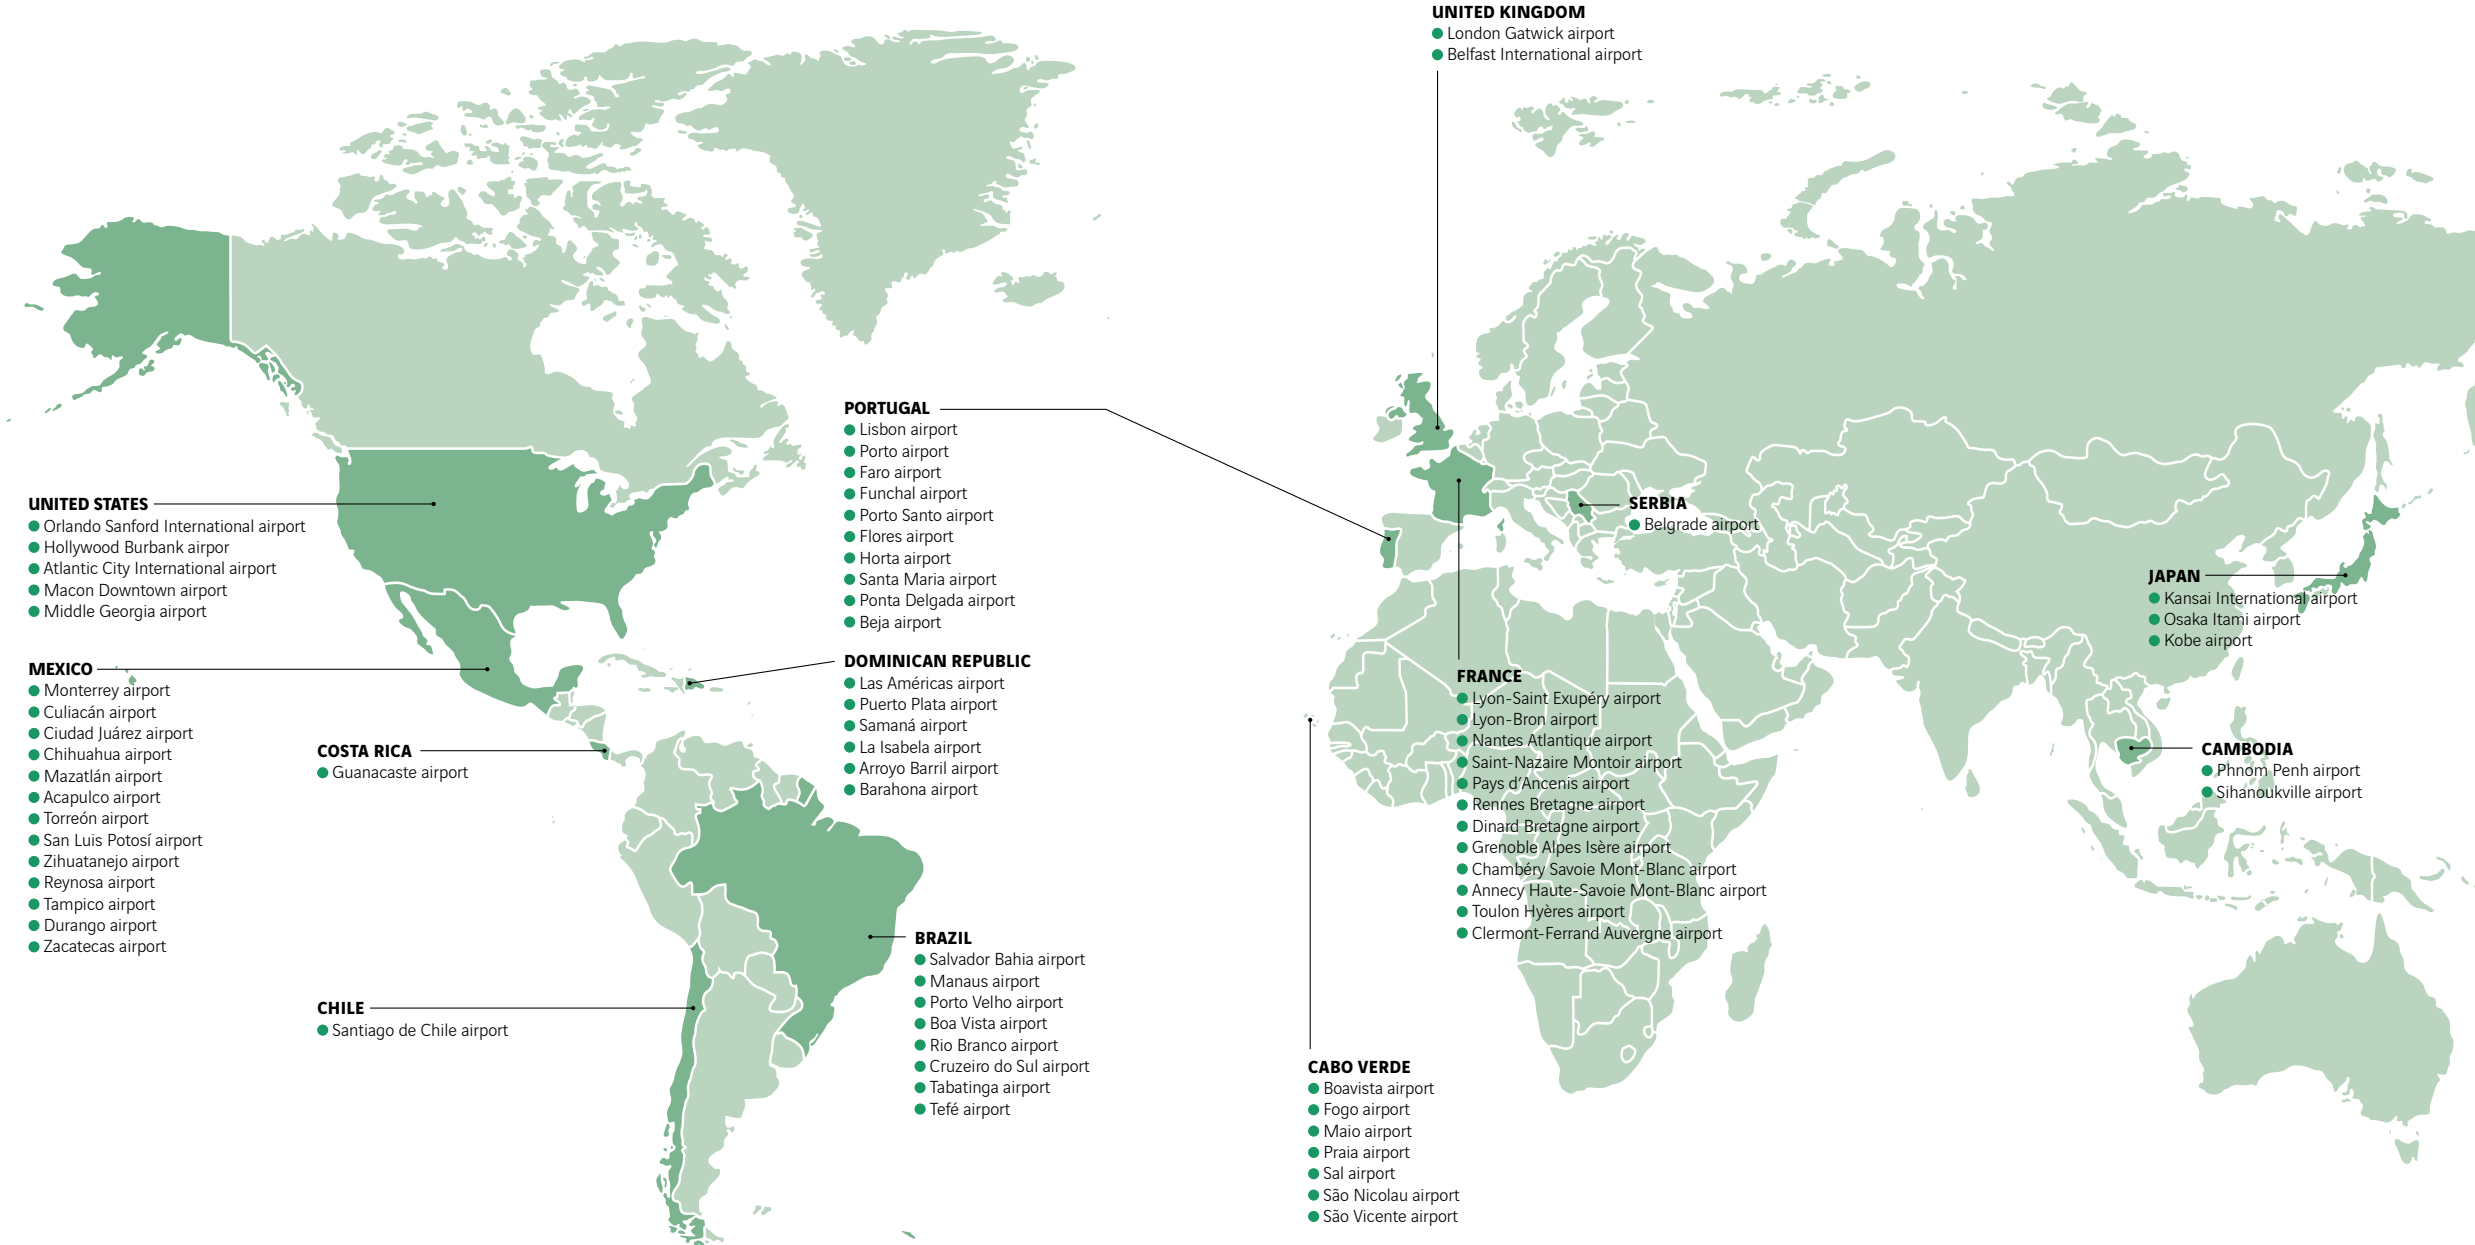 UNITED KINGDOM
London Gatwick airport
Belfast International airport
PORTUGAL
Lisbon airport
Porto airport
Faro airport
Funchal airport
Porto Santo airport
Flores airport
Horta airport
Santa Maria airport
Ponta Delgada airport
Beja airport
UNITED STATES
Orlando Sanford International airport
Hollywood Burbank airpor
Atlantic City International airport
Macon Downtown airport
Middle Georgia airport
SERBIA
Belgrade airport
JAPAN
Kansai International airport
Osaka Itami airport
Kobe airport
MEXICO
Monterrey airport
Culiacán airport
Ciudad Juárez airport
Chihuahua airport
Mazatlán airport
Acapulco airport
Torreón airport
San Luis Potosí airport
Zihuatanejo airport
Reynosa airport
Tampico airport
Durango airport
Zacatecas airport
DOMINICAN REPUBLIC
Las Américas airport
Puerto Plata airport
Samaná airport
La Isabela airport
Arroyo Barril airport
Barahona airport
FRANCE
Lyon-Saint Exupéry airport
Lyon-Bron airport
Nantes Atlantique airport
Saint-Nazaire Montoir airport
Pays d’Ancenis airport
Rennes Bretagne airport
Dinard Bretagne airport
Grenoble Alpes Isère airport
Chambéry Savoie Mont-Blanc airport
Annecy Haute-Savoie Mont-Blanc airport
Toulon Hyères airport
Clermont-Ferrand Auvergne airport
COSTA RICA
Guanacaste airport
CAMBODIA
Phnom Penh airport
Sihanoukville airport
BRAZIL
Salvador Bahia airport
Manaus airport
Porto Velho airport
Boa Vista airport
Rio Branco airport
Cruzeiro do Sul airport
Tabatinga airport
Tefé airport
CHILE
Santiago de Chile airport
CABO VERDE
Boavista airport
Fogo airport
Maio airport
Praia airport
Sal airport
São Nicolau airport
São Vicente airport